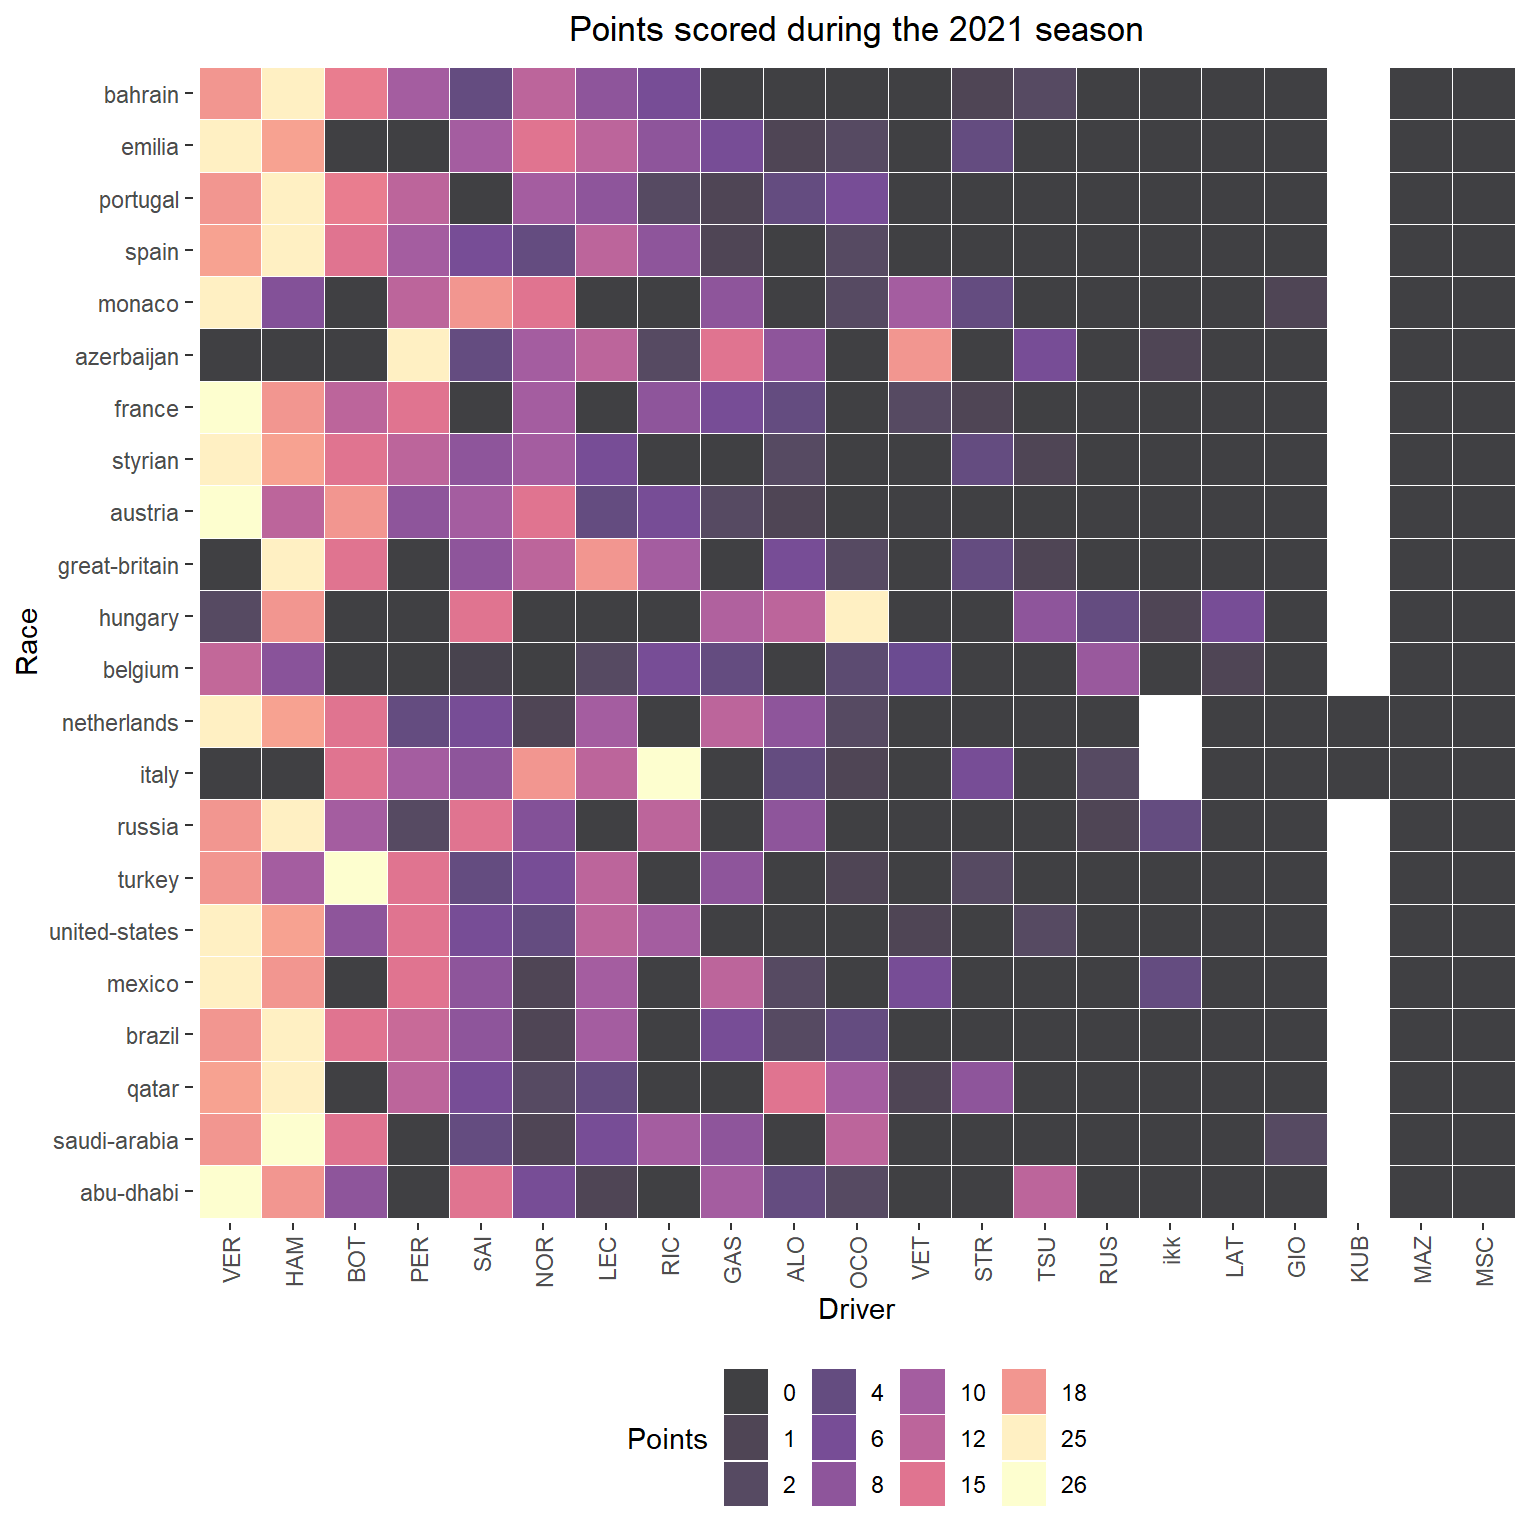 Points scored during the 2021 season
Race
bahrain
emilia
portugal
spain
monaco
azerbaijan
france
styrian
austria
great-britain
hungary
belgium
netherlands
italy
russia
turkey
united-states
mexico
brazil
qatar
saudi-arabia
abu-dhabi
VER HAM BOT PER SAI NOR LEC RIC GAS ALO OCO VET STR TSU RUS ikk LAT GIO KUB MAZ MSC
Driver
Points
0 4 10 18
1 6 12 25
2 8 15 26